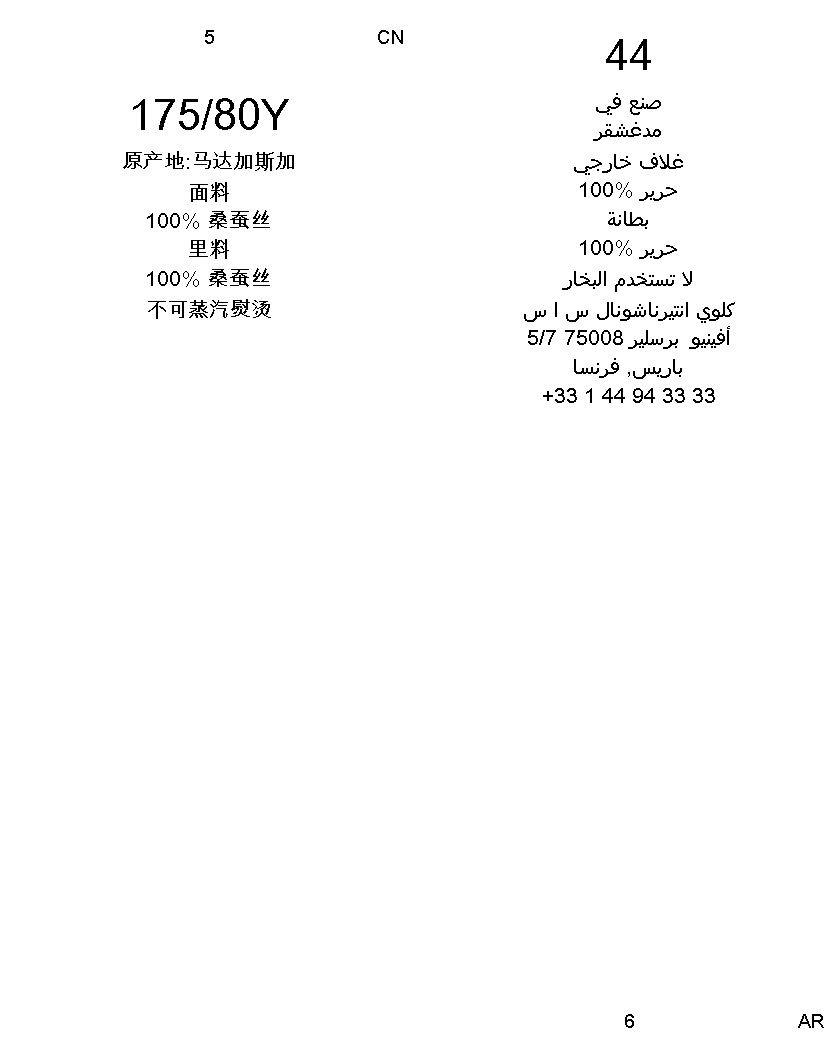 5
CN
175/80Y
原产地:马达加斯加
面料
100% 桑蚕丝
里料
100% 桑蚕丝
不可蒸汽熨烫
44
صنع في
مدغشقر
غلاف خارجي
حرير %100
بطانة
حرير %100
لا تستخدم البخار
كلوي انتيرناشونال س ا س
أفينيو برسلير 75008 5/7
باريس, فرنسا
+33 1 44 94 33 33
6
AR